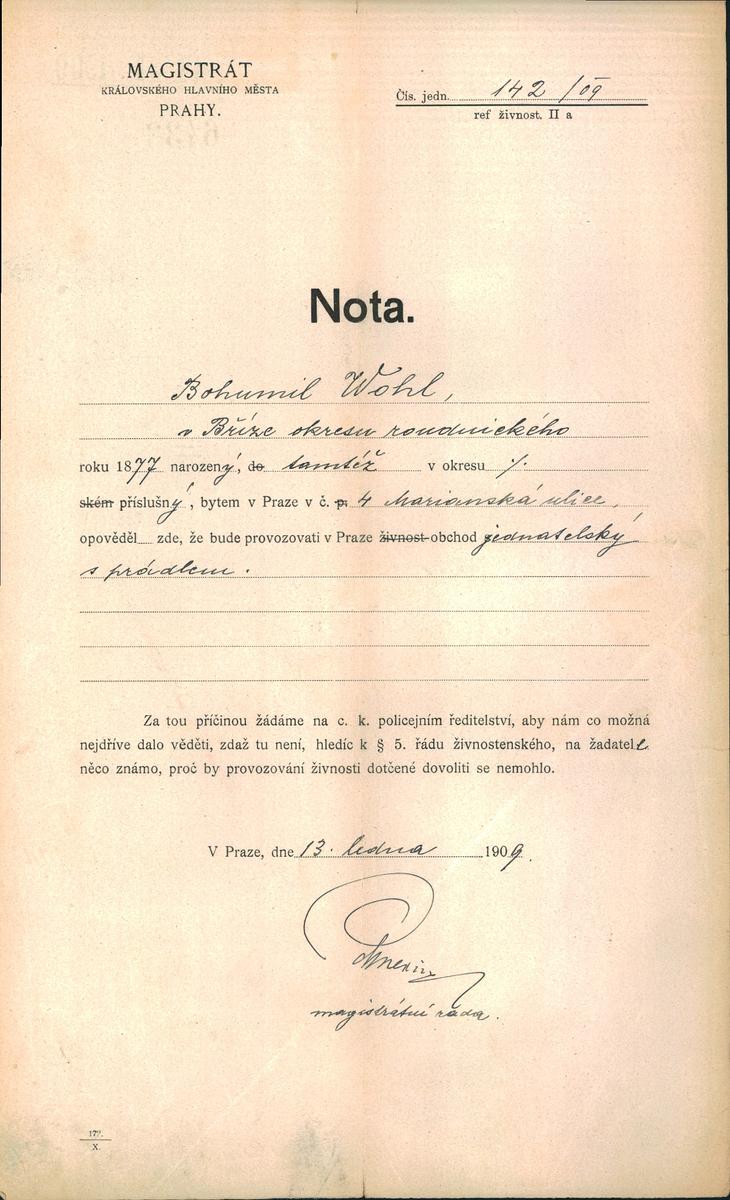 MAGISTRÁT
KRÁLOVSKÉHO HLAVNÍHO MĚSTA
PRAHY.
Čís. jedn. 142 /09
ref živnost. II a
Nota.
Bohumil Wohl,
v Bříze okresu roudnického
roku 1877 narozený, do tamtéž v okresu ./.
ském příslušný, bytem v Praze v č. p. 4 Marianská ulice,
opověděl zde, že bude provozovati v Praze živnost obchod jednatelský
s prádlem.
Za tou příčinou žádáme na c. k. policejním ředitelství, aby nám co možná
nejdříve dalo věděti, zdaž tu není, hledíc k § 5. řádu živnostenského, na žadatele
něco známo, proč by provozování živnosti dotčené dovoliti se nemohlo.
V Praze, dne 13. ledna 1909.
magistrátní rada.
X.